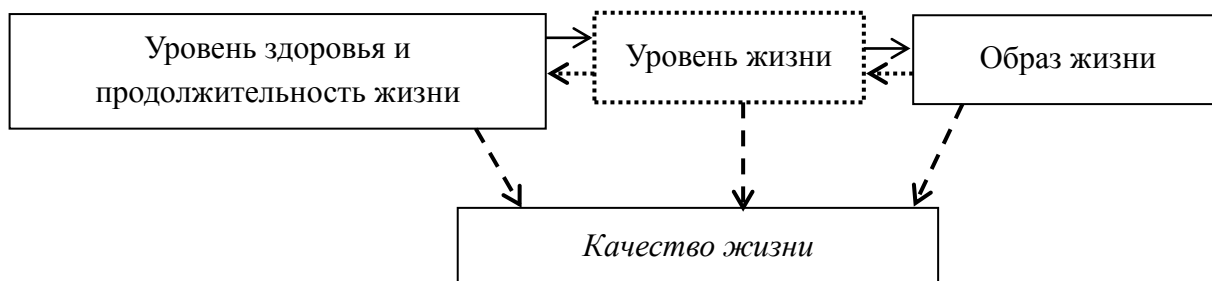 Уровень здоровья и
продолжительность жизни
Уровень жизни
Образ жизни
Качество жизни